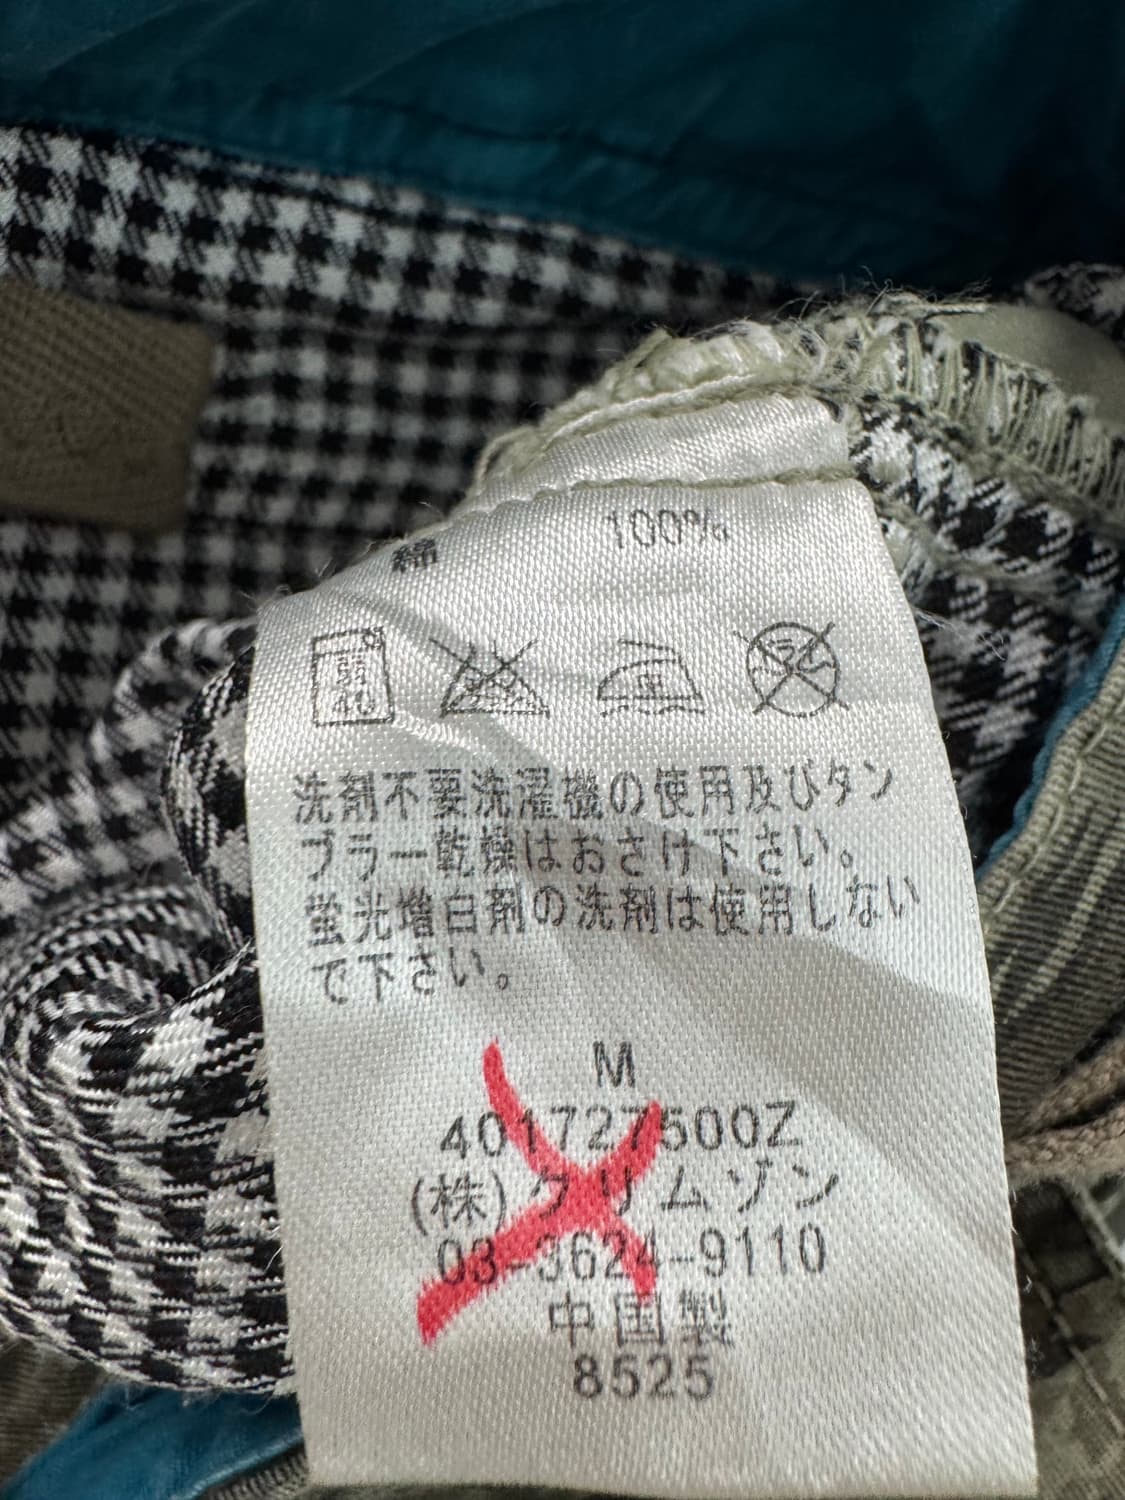 綿 100%
弱
40
洗剤不要洗濯機の使用及びタン
ブラー乾燥はおさけ下さい。
蛍光増白剤の洗剤は使用しない
で下さい。
M
401727500Z
(株)クリムゾン
03-3624-9110
中国製
8525